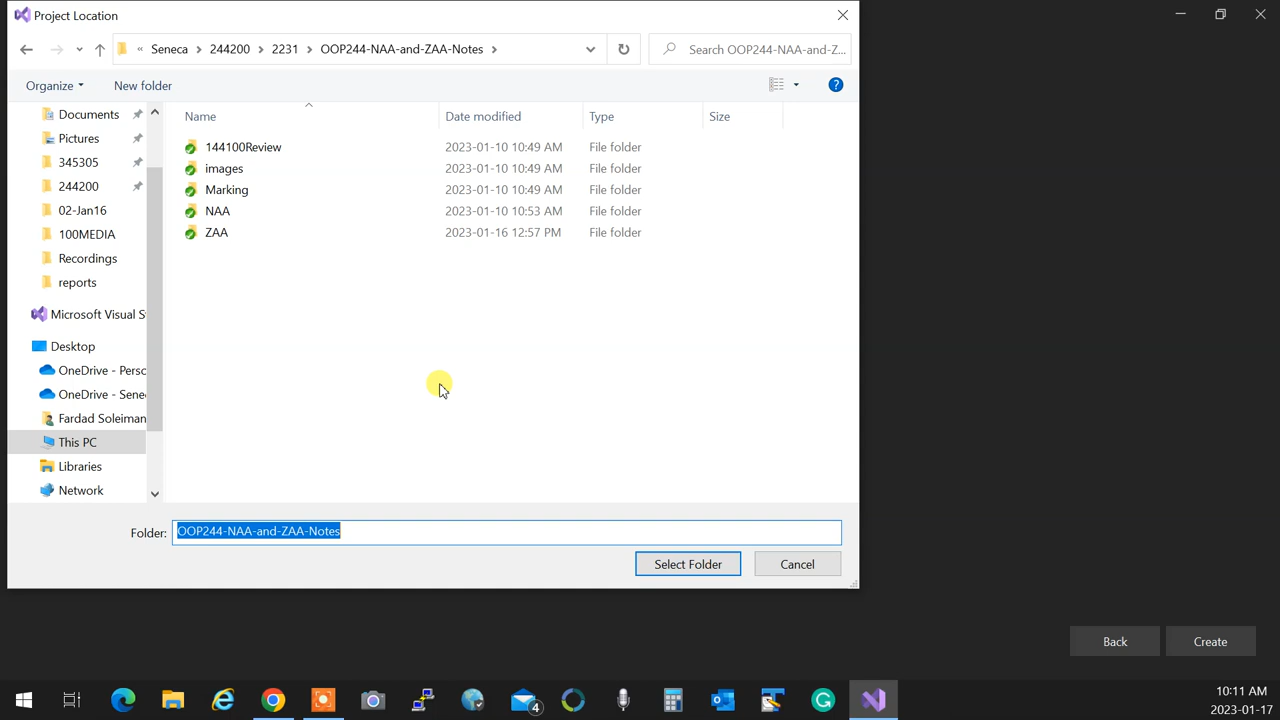 Project Location
« Seneca > 244200 > 2231 > OOP244-NAA-and-ZAA-Notes >
Search OOP244-NAA-and-Z...
Organize
New folder
?
Name
Date modified
Type
Size
Documents
Pictures
345305
244200
02-Jan16
100MEDIA
Recordings
reports
Microsoft Visual S
Desktop
OneDrive - Perso
OneDrive - Sene
Fardad Soleiman
This PC
Libraries
Network
144100Review 2023-01-10 10:49 AM File folder
images 2023-01-10 10:49 AM File folder
Marking 2023-01-10 10:49 AM File folder
NAA 2023-01-10 10:53 AM File folder
ZAA 2023-01-16 12:57 PM File folder
Folder: OOP244-NAA-and-ZAA-Notes
Select Folder
Cancel
Back
Create
4
10:11 AM
2023-01-17